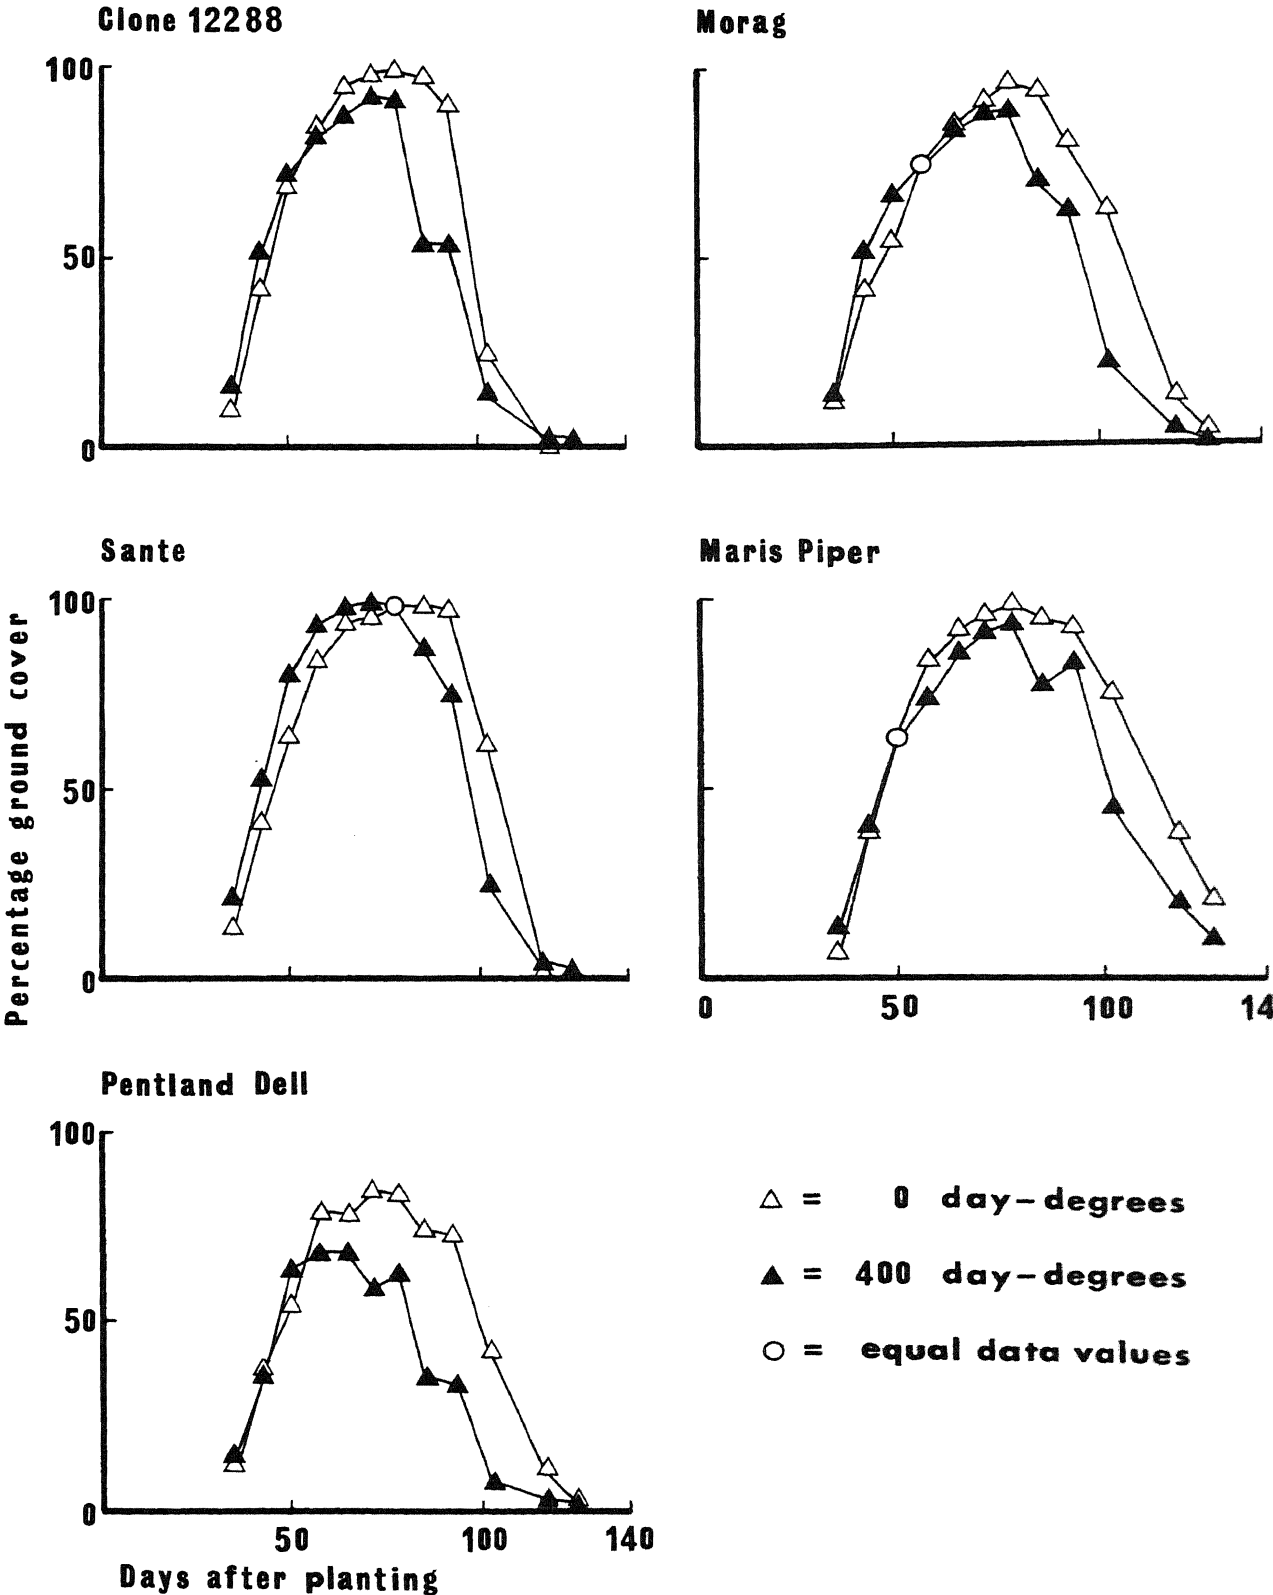 Clone 12288
Morag
100
50
0
Sante
Maris Piper
Percentage ground cover
100
50
0
0 50 100 14
Pentland Dell
100
50
0
50 100 140
Days after planting
= 0 day-degrees
= 400 day-degrees
= equal data values